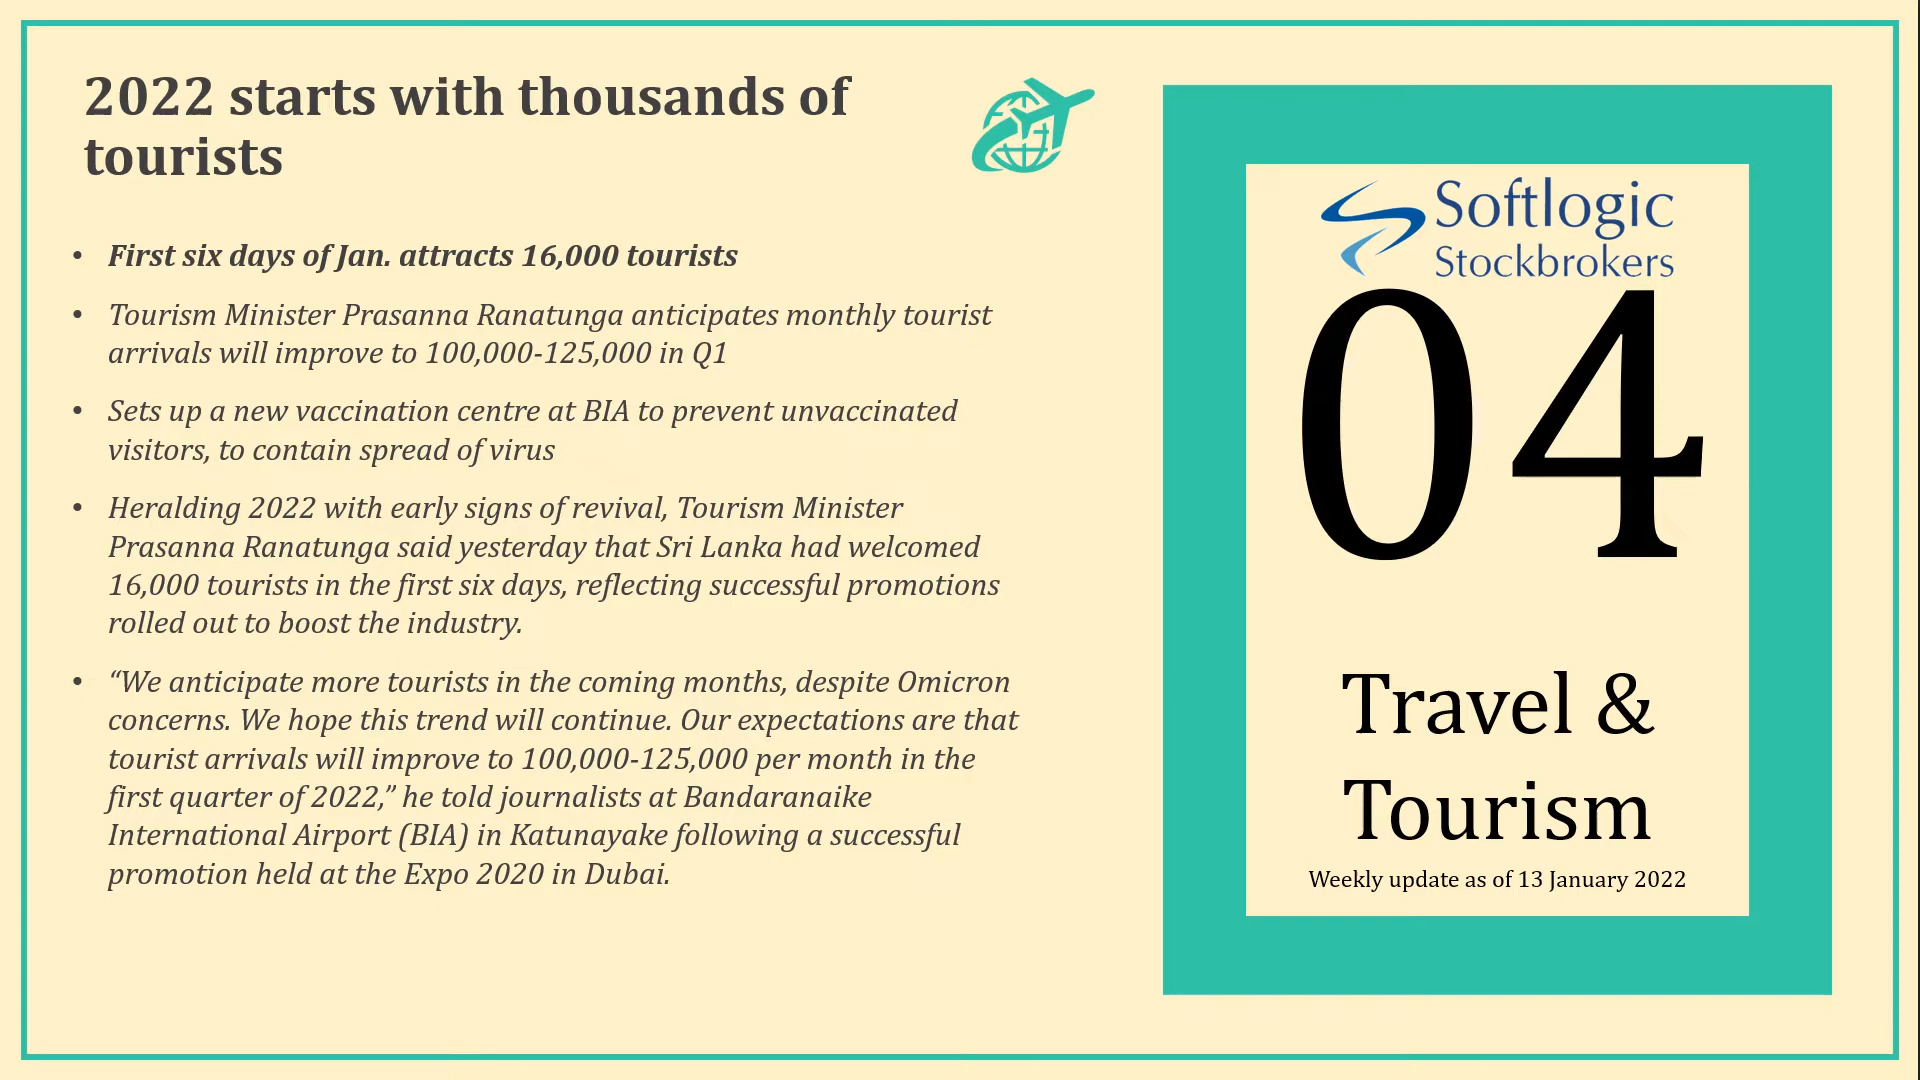 2022 starts with thousands of
tourists
• First six days of Jan. attracts 16,000 tourists
• Tourism Minister Prasanna Ranatunga anticipates monthly tourist
arrivals will improve to 100,000-125,000 in Q1
• Sets up a new vaccination centre at BIA to prevent unvaccinated
visitors, to contain spread of virus
• Heralding 2022 with early signs of revival, Tourism Minister
Prasanna Ranatunga said yesterday that Sri Lanka had welcomed
16,000 tourists in the first six days, reflecting successful promotions
rolled out to boost the industry.
• “We anticipate more tourists in the coming months, despite Omicron
concerns. We hope this trend will continue. Our expectations are that
tourist arrivals will improve to 100,000-125,000 per month in the
first quarter of 2022,” he told journalists at Bandaranaike
International Airport (BIA) in Katunayake following a successful
promotion held at the Expo 2020 in Dubai.
Softlogic
Stockbrokers
04
Travel &
Tourism
Weekly update as of 13 January 2022